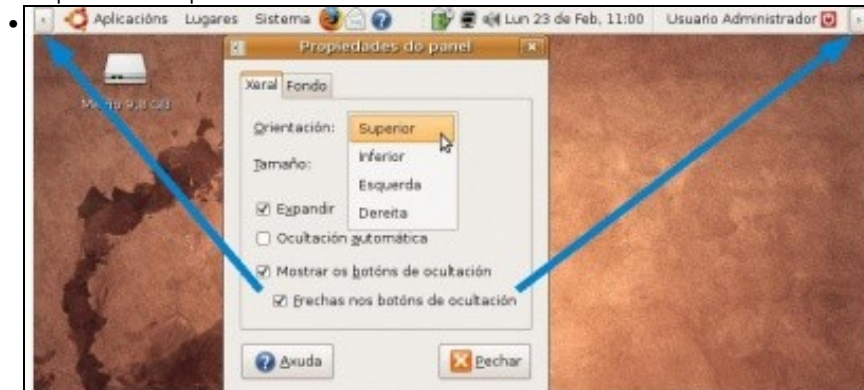 Aplicacións Lugares Sistema Lun 23 de Feb, 11:00 Usuario Administrador
Propiedades do panel
Xeral Fondo
Orientación: Superior
Inferior
Tamaño:
Esquerda
Expandir
Dereita
Ocultación automática
Mostrar os botóns de ocultación
Frechas nos botóns de ocultación
Axuda Pechar